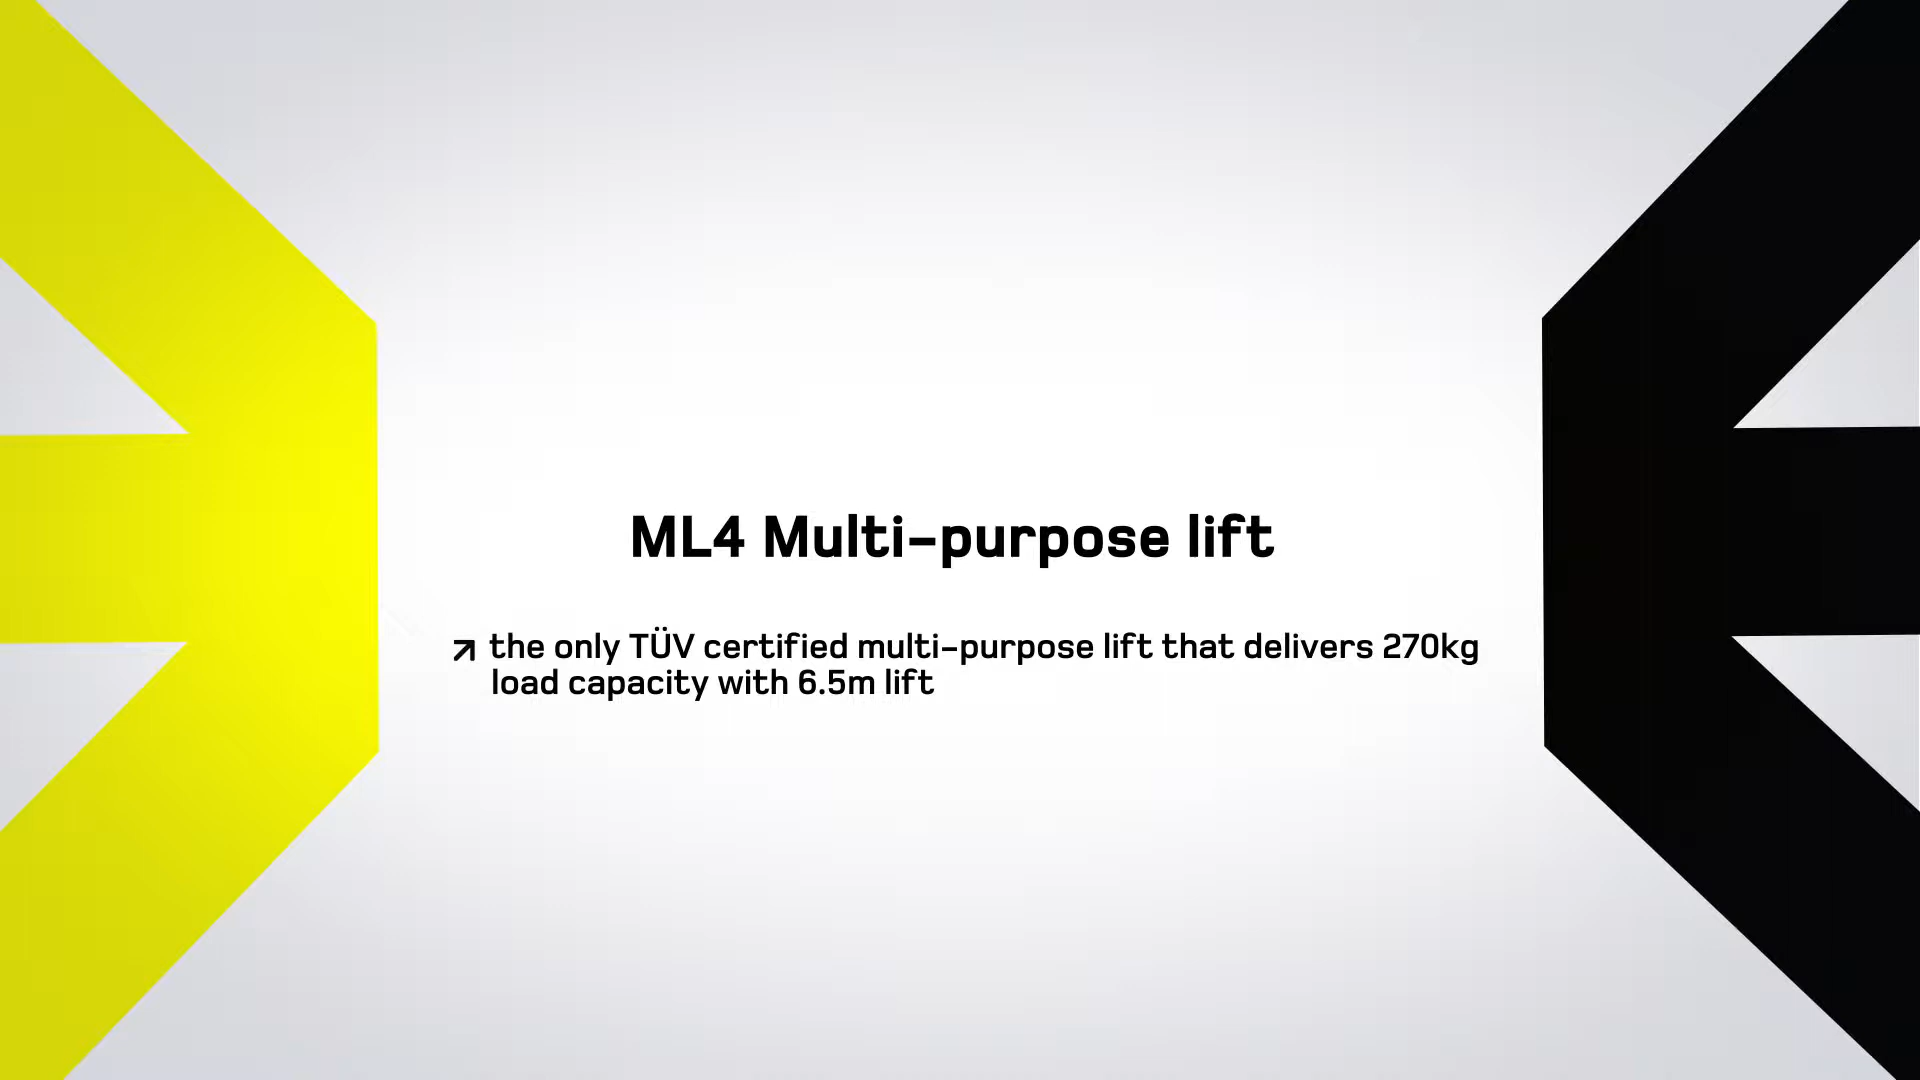 ML4 Multi-purpose lift
the only TÜV certified multi-purpose lift that delivers 270kg
load capacity with 6.5m lift